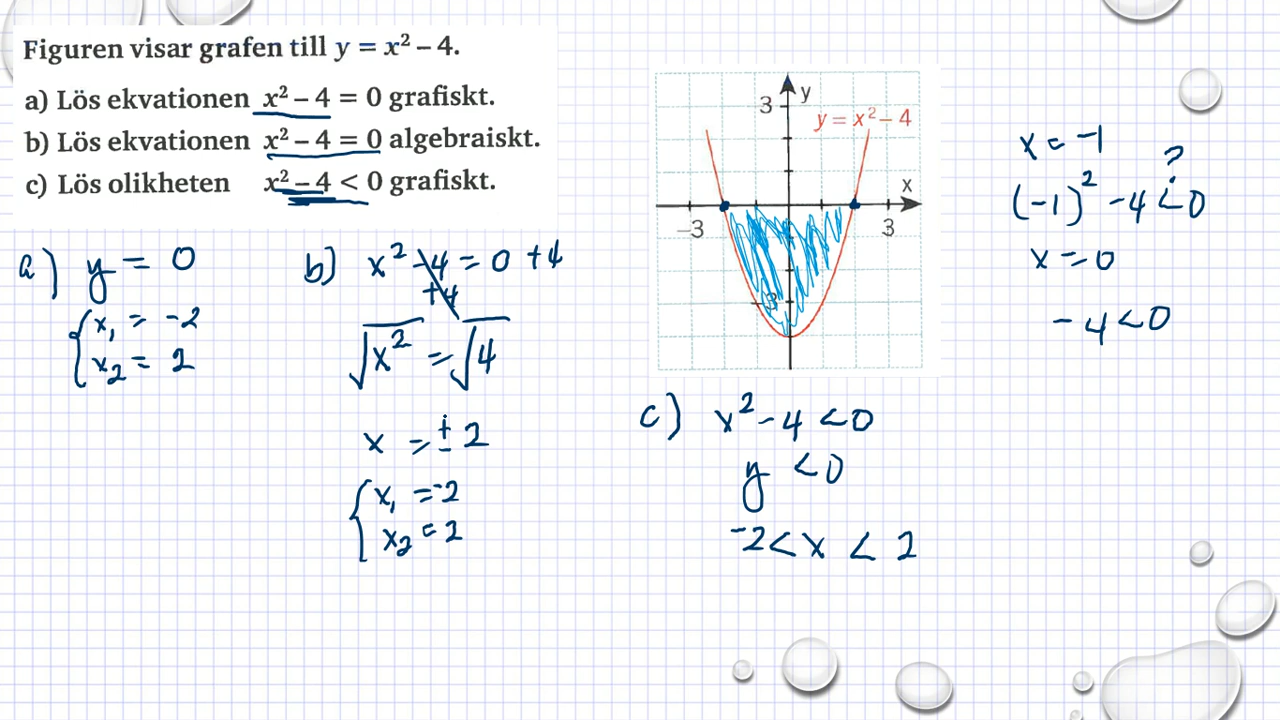 Figuren visar grafen till y = x² – 4.
a) Lös ekvationen x² – 4 = 0 grafiskt.
b) Lös ekvationen x² – 4 = 0 algebraiskt.
c) Lös olikheten x² – 4 < 0 grafiskt.
a) y = 0
x₁ = -2
x₂ = 2
b) x² - 4 = 0 + 4
+4
√x² = √4
x = ± 2
x₁ = -2
x₂ = 2
y
3
y = x² – 4
x
–3
3
–3
c) x² - 4 < 0
y < 0
-2 < x < 2
x = -1
?
(-1)² - 4 < 0
x = 0
- 4 < 0